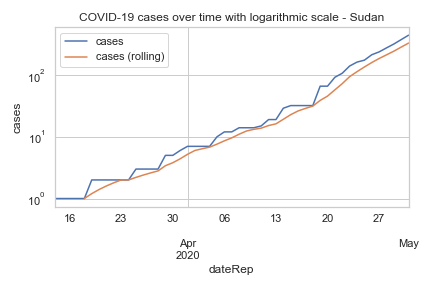 COVID-19 cases over time with logarithmic scale - Sudan
cases
cases (rolling)
10²
10¹
10⁰
cases
16 23 30 06 13 20 27
Apr May
2020
dateRep